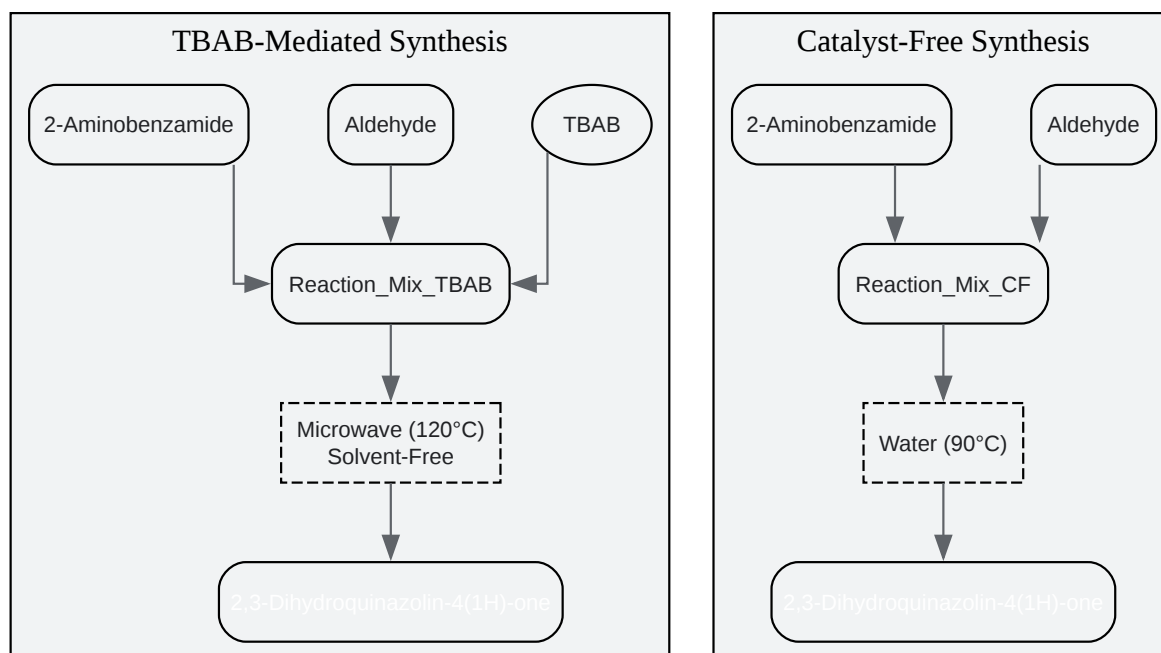 TBAB-Mediated Synthesis
2-Aminobenzamide
Aldehyde
TBAB
Reaction_Mix_TBAB
Microwave (120°C)
Solvent-Free
2,3-Dihydroquinazolin-4(1H)-one
Catalyst-Free Synthesis
2-Aminobenzamide
Aldehyde
Reaction_Mix_CF
Water (90°C)
2,3-Dihydroquinazolin-4(1H)-one